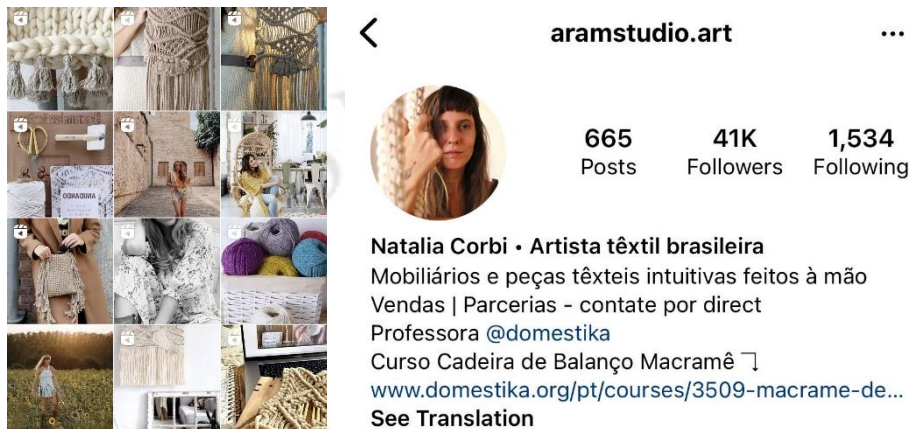 aramstudio.art
665 41K 1,534
Posts Followers Following
Natalia Corbi • Artista têxtil brasileira
Mobiliários e peças têxteis intuitivas feitos à mão
Vendas | Parcerias - contate por direct
Professora @domestika
Curso Cadeira de Balanço Macramê ⤵
www.domestika.org/pt/courses/3509-macrame-de...
See Translation
ANUDANDO